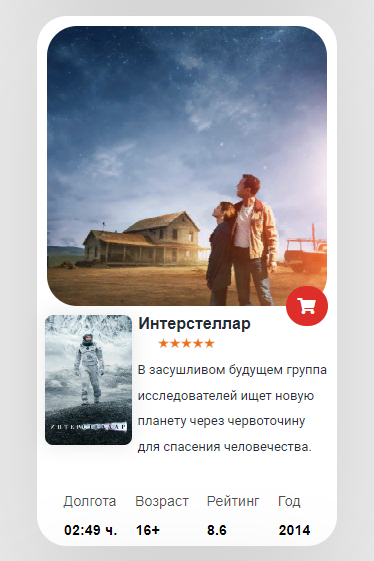 Интерстеллар
★★★★★
В засушливом будущем группа
исследователей ищет новую
планету через червоточину
для спасения человечества.
ИНТЕРСТЕЛЛАР
Долгота Возраст Рейтинг Год
02:49 ч. 16+ 8.6 2014